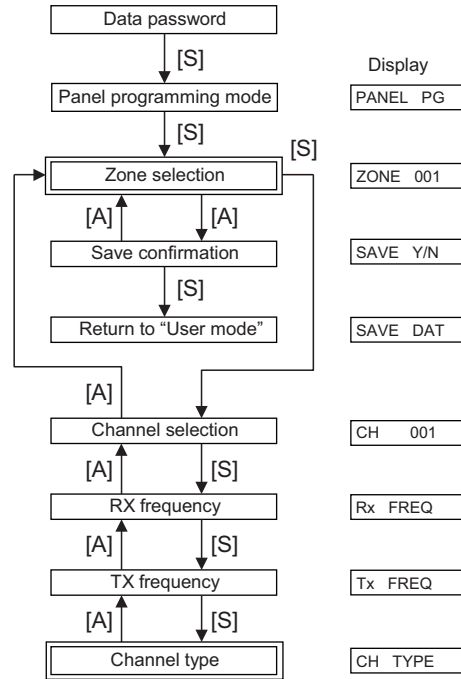 Data password
[S]
Display
Panel programming mode
PANEL PG
[S]
[S]
Zone selection
ZONE 001
[A]
[A]
Save confirmation
SAVE Y/N
[S]
Return to “User mode”
SAVE DAT
[A]
Channel selection
CH 001
[A]
[S]
RX frequency
Rx FREQ
[A]
[S]
TX frequency
Tx FREQ
[A]
[S]
Channel type
CH TYPE